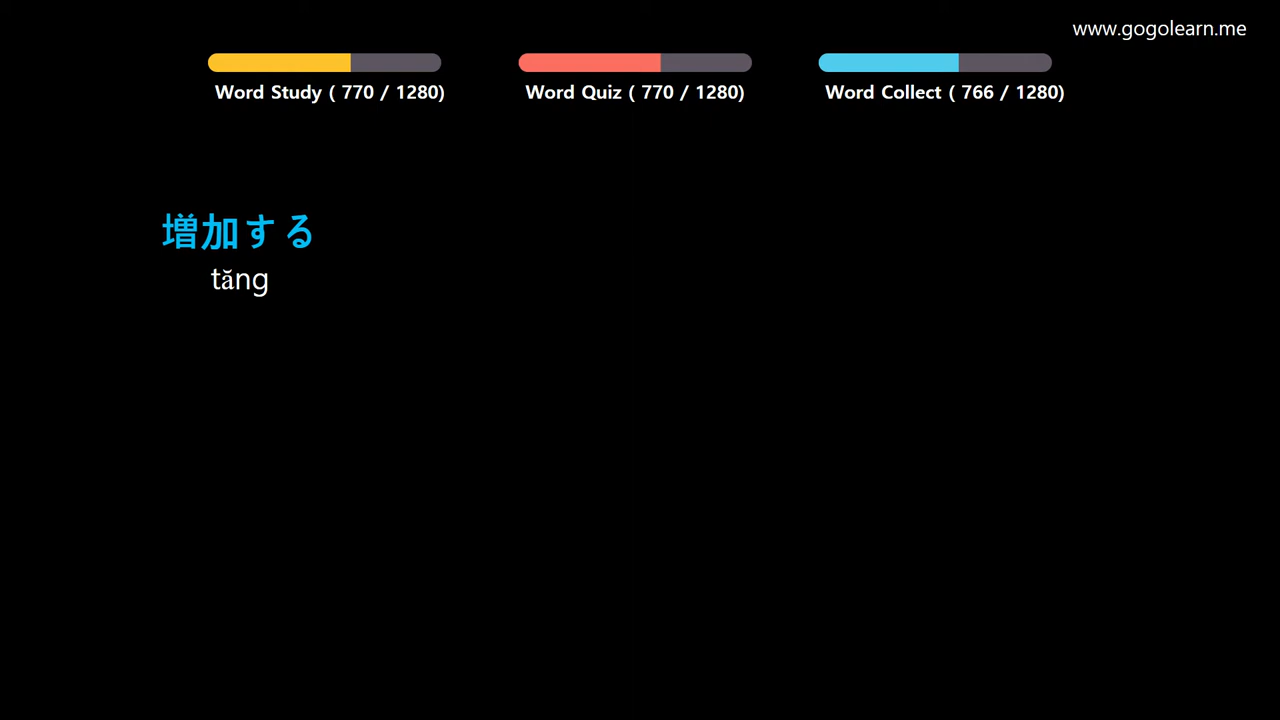 www.gogolearn.me
Word Study ( 770 / 1280)
Word Quiz ( 770 / 1280)
Word Collect ( 766 / 1280)
増加する
tăng